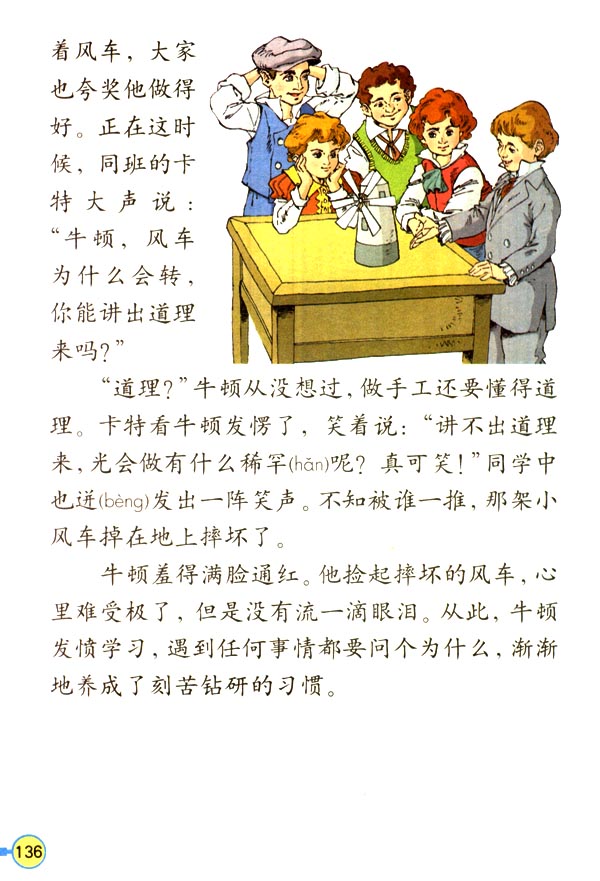 着风车，大家
也夸奖他做得
好。正在这时
候，同班的卡
特大声说：
“牛顿，风车
为什么会转，
你能讲出道理
来吗？”
“道理？”牛顿从没想过，做手工还要懂得道
理。卡特看牛顿发愣了，笑着说：“讲不出道理
来，光会做有什么稀罕(hǎn)呢？真可笑！”同学中
也迸(bèng)发出一阵笑声。不知被谁一推，那架小
风车掉在地上摔坏了。
牛顿羞得满脸通红。他捡起摔坏的风车，心
里难受极了，但是没有流一滴眼泪。从此，牛顿
发愤学习，遇到任何事情都要问个为什么，渐渐
地养成了刻苦钻研的习惯。
136